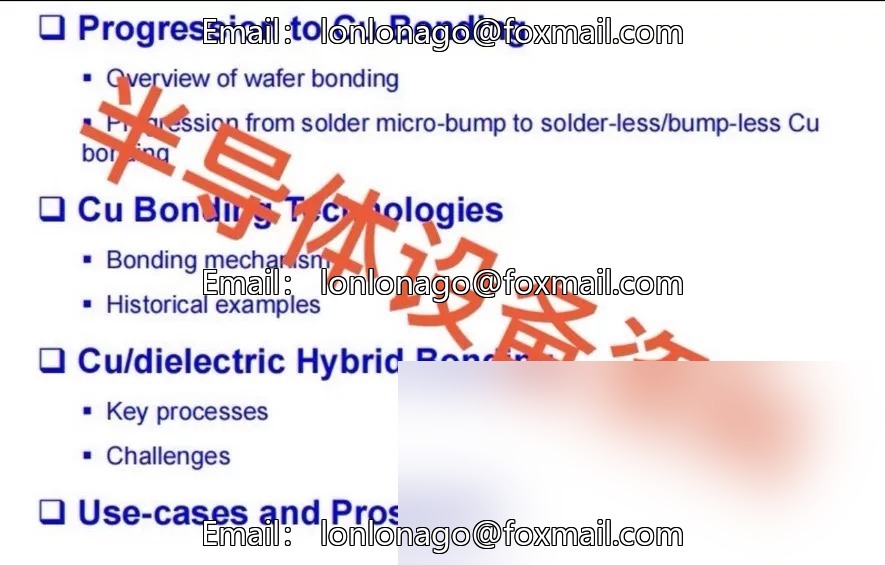 ❑ Progression to Cu Bonding
Email: lonlonago@foxmail.com
▪ Overview of wafer bonding
▪ Progression from solder micro-bump to solder-less/bump-less Cu
bonding
半导体设备资
❑ Cu Bonding Technologies
▪ Bonding mechanism
Email: lonlonago@foxmail.com
▪ Historical examples
❑ Cu/dielectric Hybrid Bonding
▪ Key processes
▪ Challenges
❑ Use-cases and
Email: lonlonago@foxmail.com